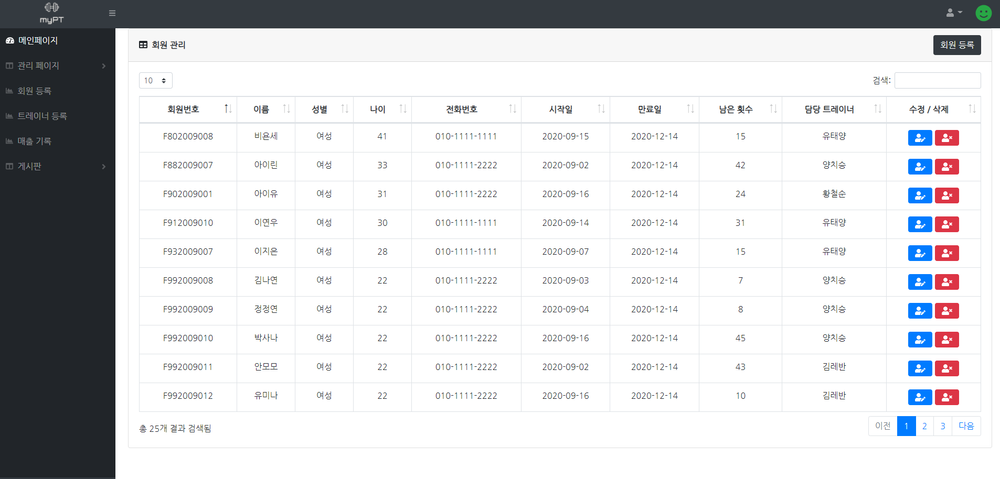 myPT
메인페이지
관리 페이지
회원 등록
트레이너 등록
매출 기록
게시판
회원 관리
회원 등록
10
검색:
회원번호 이름 성별 나이 전화번호 시작일 만료일 남은 횟수 담당 트레이너 수정 / 삭제
F802009008 비욘세 여성 41 010-1111-1111 2020-09-15 2020-12-14 15 유태양
F882009007 아이린 여성 33 010-1111-2222 2020-09-02 2020-12-14 42 양치승
F902009001 아이유 여성 31 010-1111-2222 2020-09-16 2020-12-14 24 황철순
F912009010 이연우 여성 30 010-1111-1111 2020-09-14 2020-12-14 31 유태양
F932009007 이지은 여성 28 010-1111-1111 2020-09-07 2020-12-14 15 유태양
F992009008 김나연 여성 22 010-1111-2222 2020-09-03 2020-12-14 7 양치승
F992009009 정정연 여성 22 010-1111-2222 2020-09-04 2020-12-14 8 양치승
F992009010 박사나 여성 22 010-1111-2222 2020-09-16 2020-12-14 45 양치승
F992009011 안모모 여성 22 010-1111-2222 2020-09-02 2020-12-14 43 김레반
F992009012 유미나 여성 22 010-1111-2222 2020-09-16 2020-12-14 10 김레반
총 25개 결과 검색됨
이전 1 2 3 다음